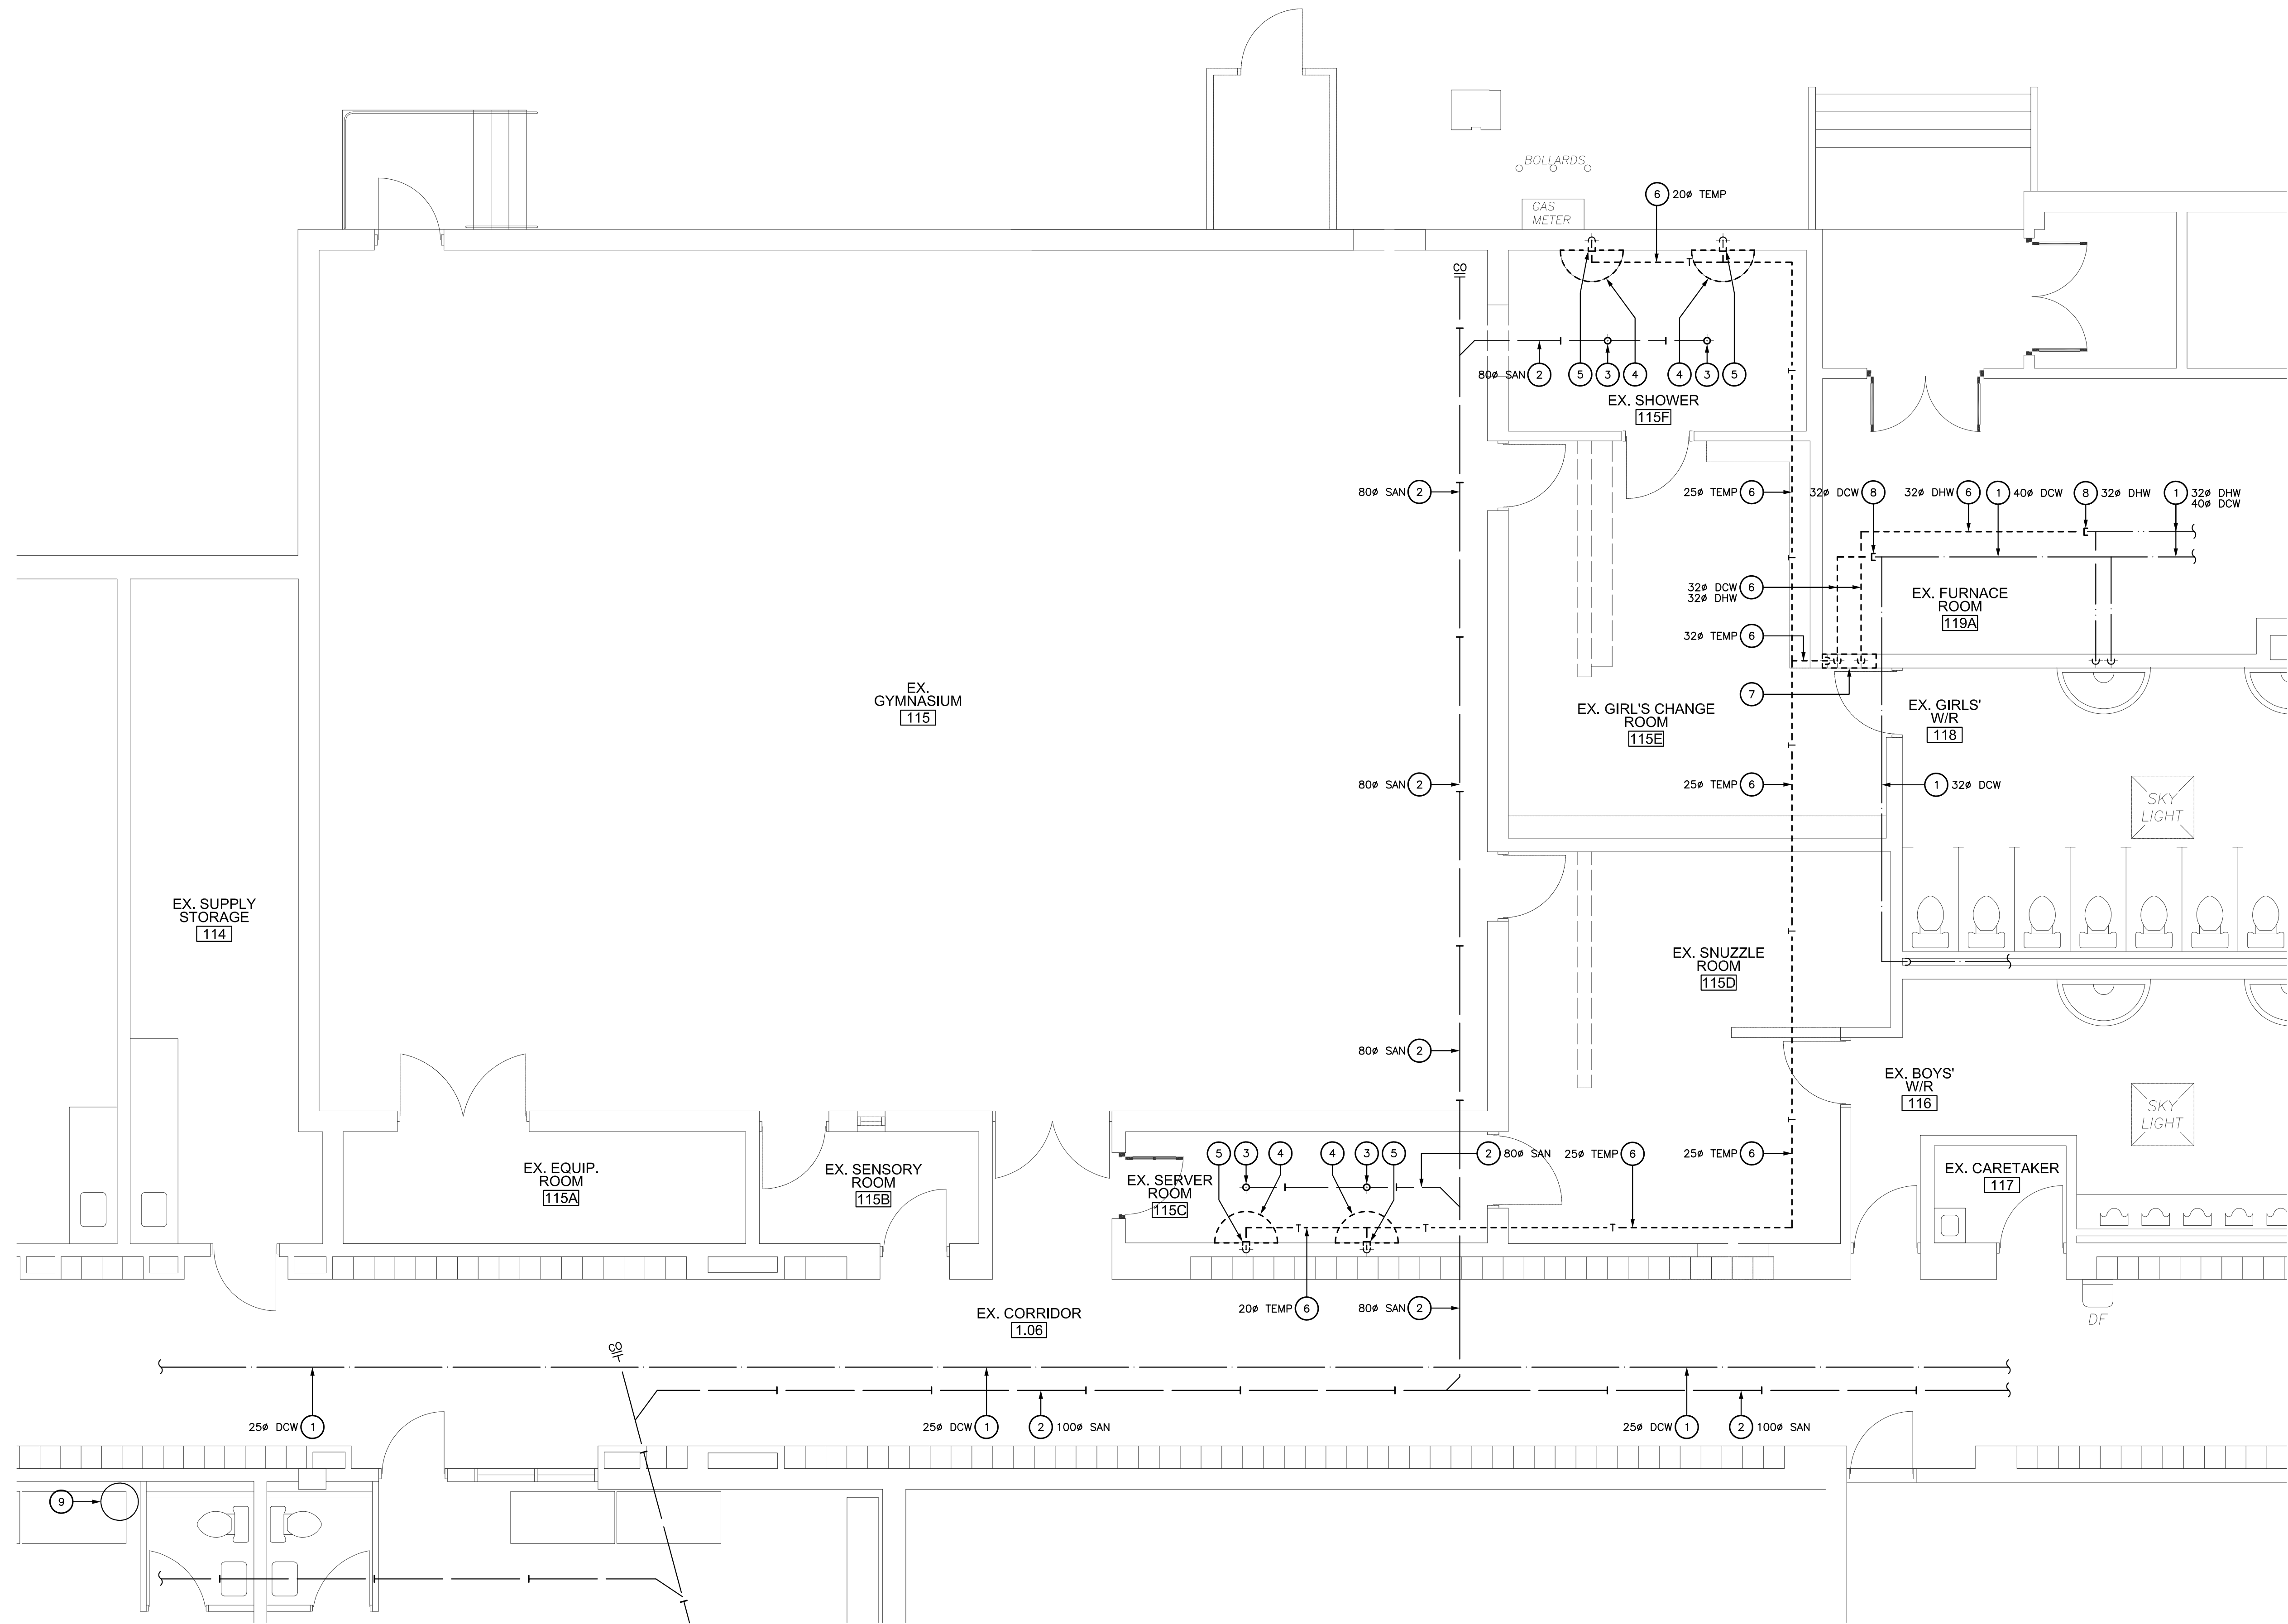 BOLLARDS
GAS
METER
6 20ø TEMP
CO
80ø SAN 2
5 3 4 4 3 5
EX. SHOWER
115F
80ø SAN 2
25ø TEMP 6
32ø DCW 8
32ø DHW 6
1 40ø DCW
8 32ø DHW
1 32ø DHW
40ø DCW
32ø DCW 6
32ø DHW
EX. FURNACE
ROOM
119A
32ø TEMP 6
7
EX.
GYMNASIUM
115
EX. GIRL'S CHANGE
ROOM
115E
EX. GIRLS'
W/R
118
80ø SAN 2
25ø TEMP 6
1 32ø DCW
SKY
LIGHT
EX. SUPPLY
STORAGE
114
EX. SNUZZLE
ROOM
115D
80ø SAN 2
EX. BOYS'
W/R
116
SKY
LIGHT
5 3 4 4 3 5
2 80ø SAN
25ø TEMP 6
25ø TEMP 6
EX. EQUIP.
ROOM
115A
EX. SENSORY
ROOM
115B
EX. SERVER
ROOM
115C
EX. CARETAKER
117
20ø TEMP 6
80ø SAN 2
EX. CORRIDOR
1.06
DF
CO
25ø DCW 1
25ø DCW 1
2 100ø SAN
25ø DCW 1
2 100ø SAN
9